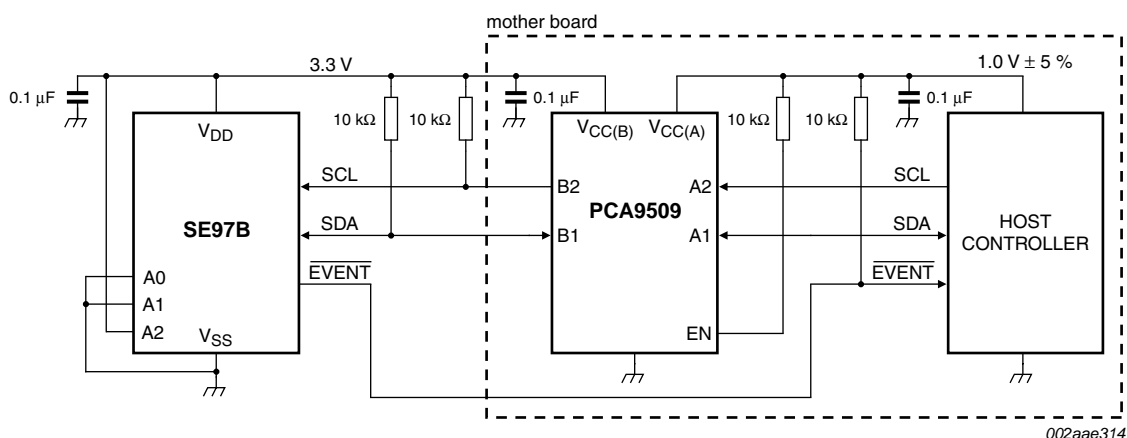 mother board
3.3 V
1.0 V ± 5 %
0.1 μF
10 kΩ
10 kΩ
0.1 μF
10 kΩ
10 kΩ
0.1 μF
VDD
VCC(B)
VCC(A)
SCL
B2
A2
SCL
SE97B
PCA9509
HOST
CONTROLLER
SDA
B1
A1
SDA
EVENT
EVENT
A0
A1
A2
VSS
EN
002aae314